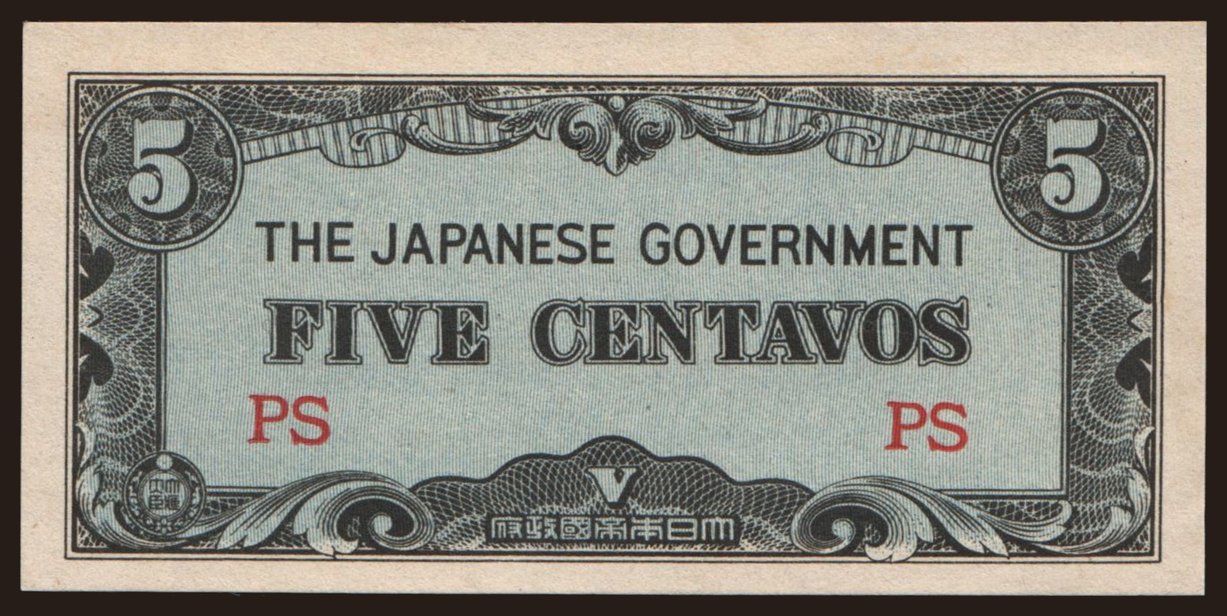 5 5
THE JAPANESE GOVERNMENT
FIVE CENTAVOS
PS PS
V
府政國帝本日大